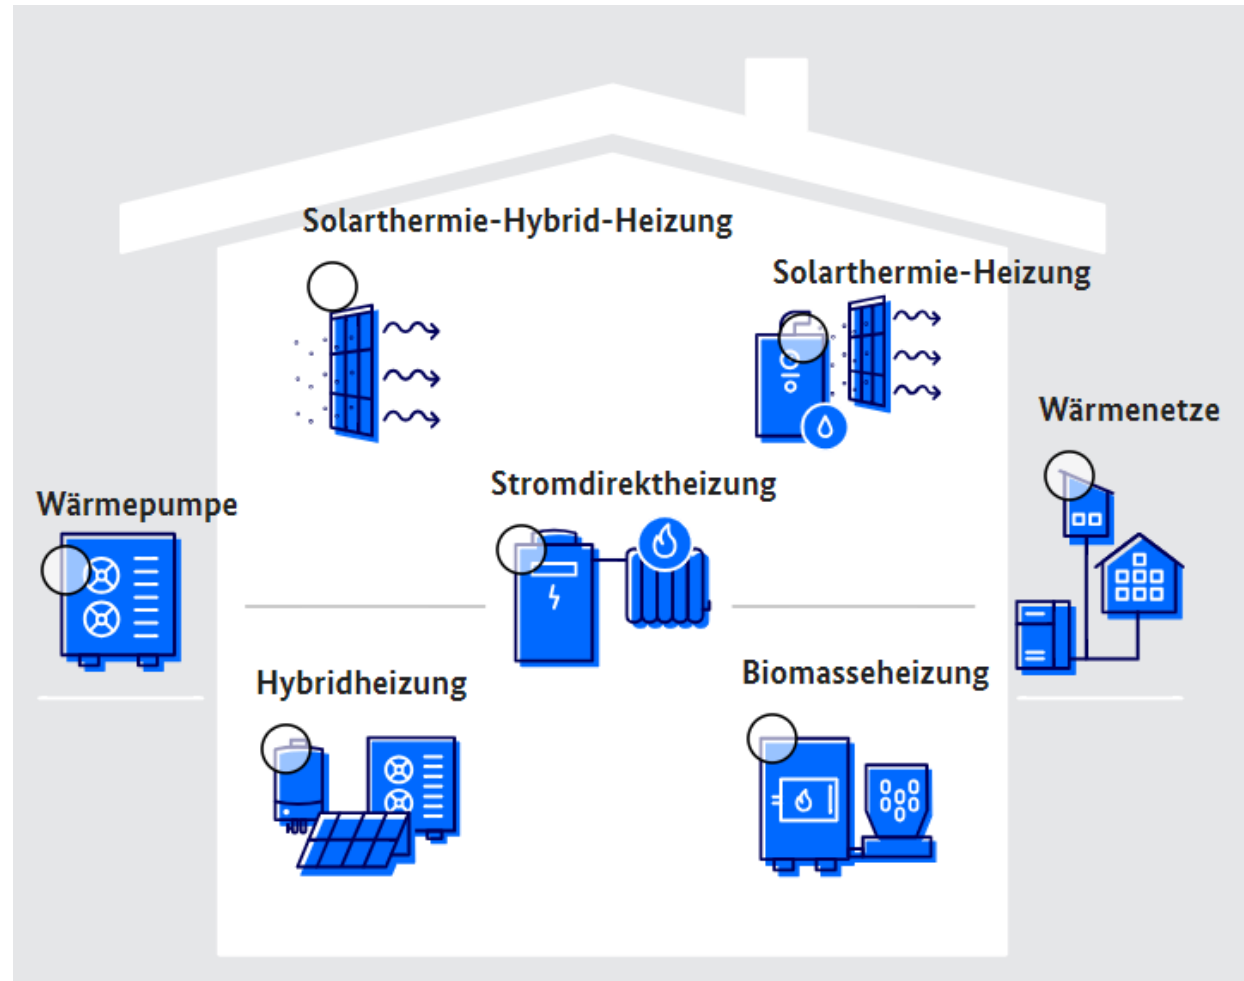 Solarthermie-Hybrid-Heizung
Solarthermie-Heizung
Wärmenetze
Stromdirektheizung
Wärmepumpe
Biomasseheizung
Hybridheizung